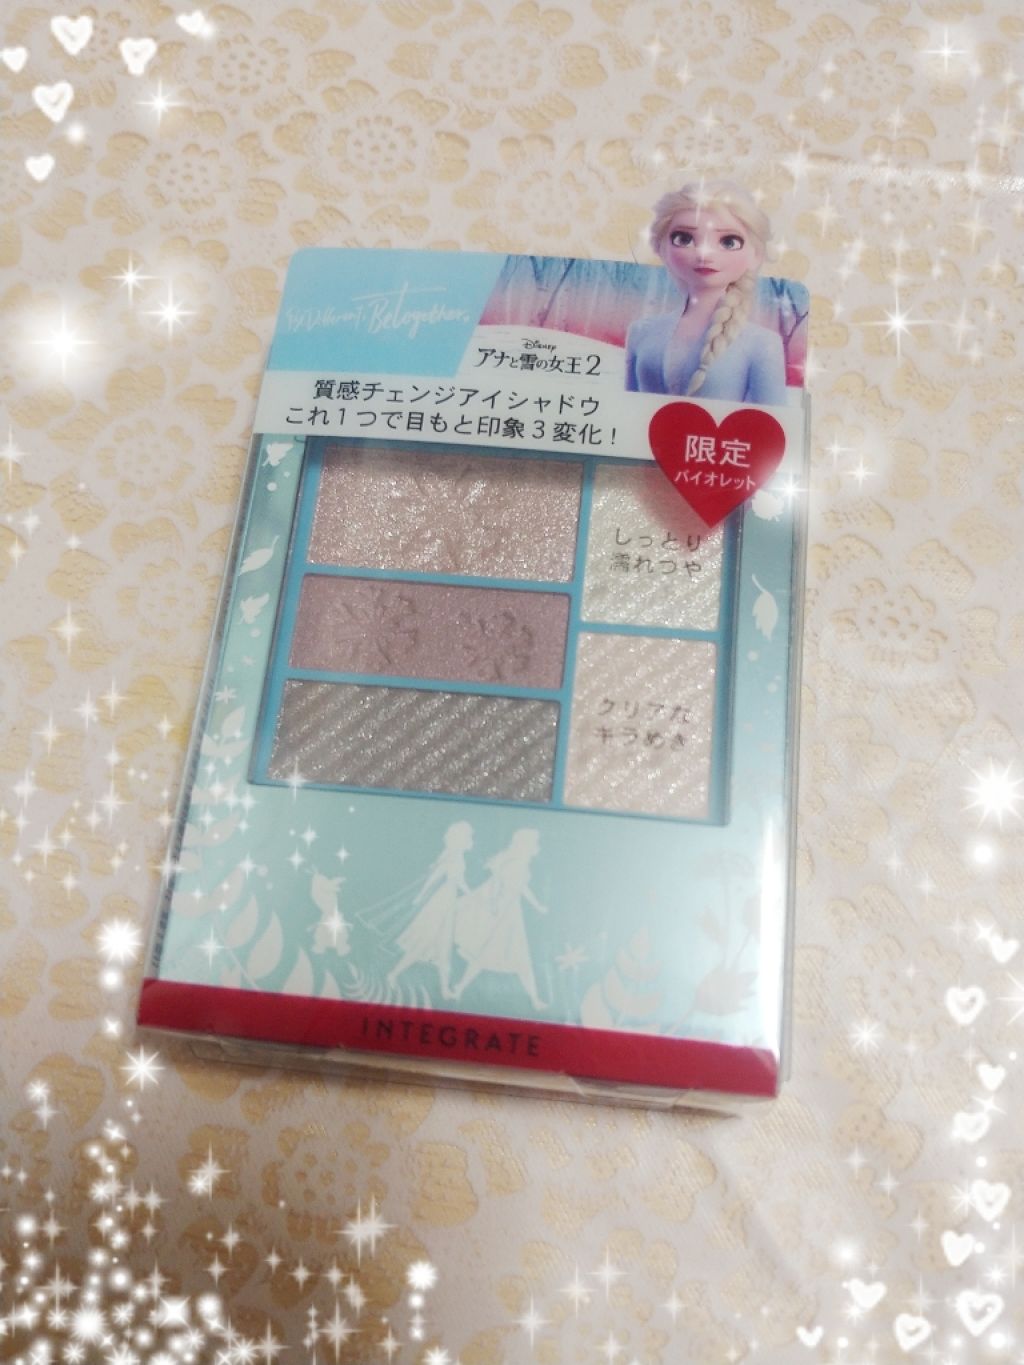 Be Different, Be together.
Disney
アナと雪の女王2
質感チェンジアイシャドウ
これ1つで目もと印象3変化！
限定
バイオレット
しっとり
濡れつや
クリアな
キラめき
INTEGRATE